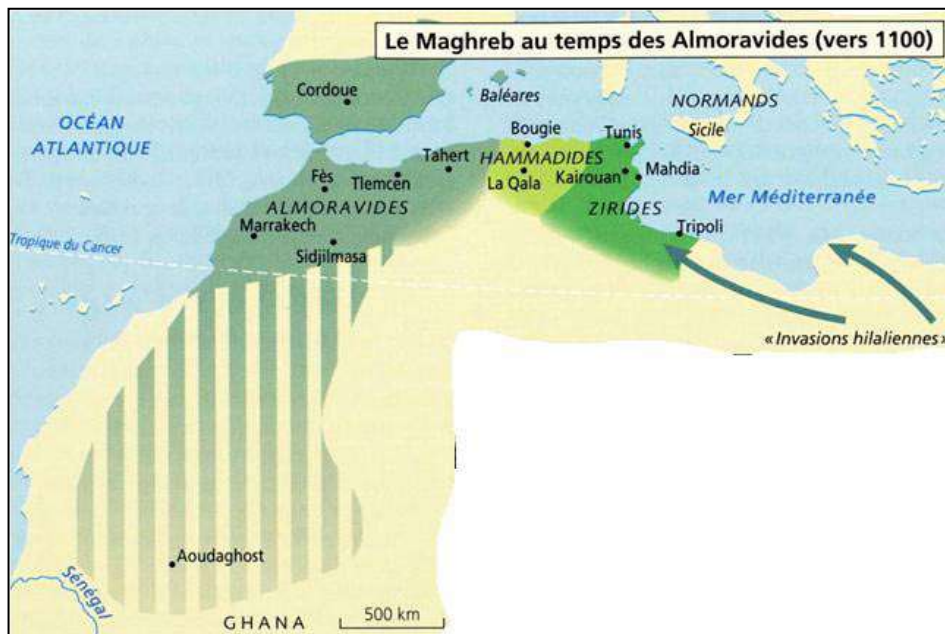 Le Maghreb au temps des Almoravides (vers 1100)
Cordoue
Baléares
NORMANDS
Sicile
OCÉAN
ATLANTIQUE
Bougie
Tunis
Tahert
HAMMADIDES
Fès
Tlemcen
La Qala
Kairouan
Mahdia
ALMORAVIDES
ZIRIDES
Mer Méditerranée
Marrakech
Tripoli
Tropique du Cancer
Sidjilmasa
« Invasions hilaliennes »
Aoudaghost
Sénégal
GHANA
500 km